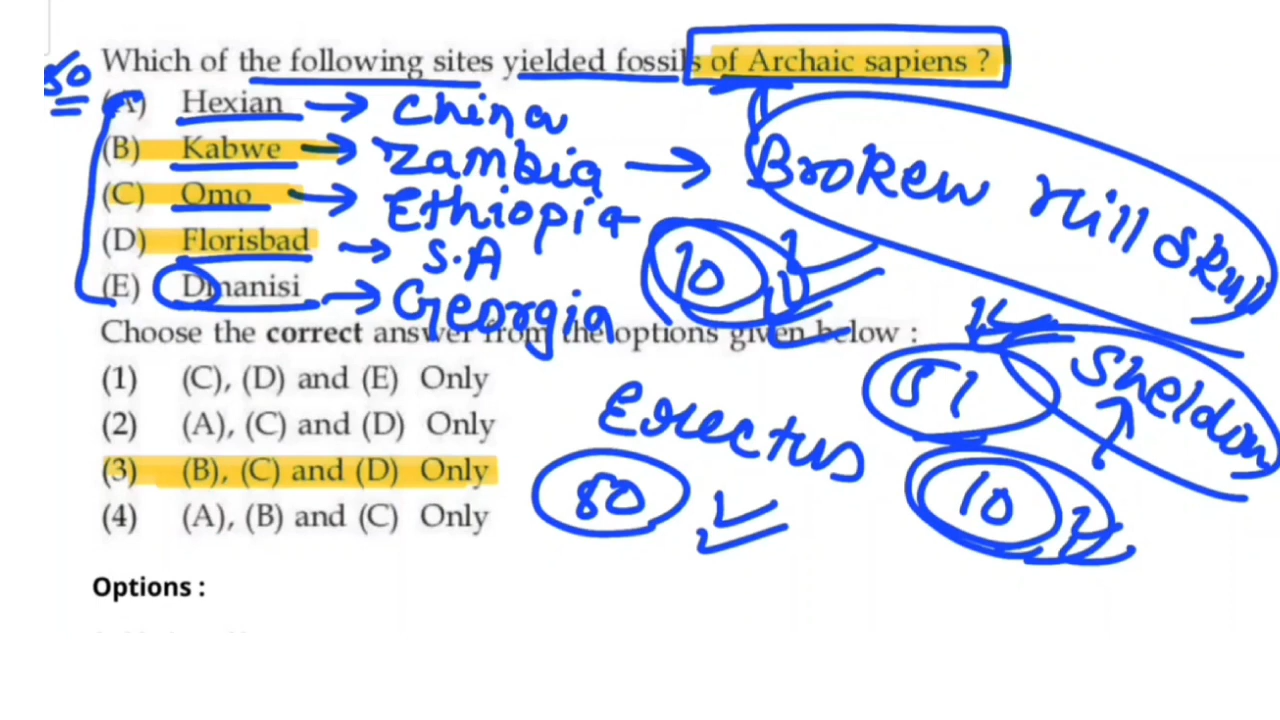 50
Which of the following sites yielded fossils of Archaic sapiens ?
(A) Hexian → China
(B) Kabwe → Zambia → Broken Hill Skull
(C) Omo → Ethiopia
(D) Florisbad → S.A
(E) Dmanisi → Georgia
10
Choose the correct answer from the options given below :
(1) (C), (D) and (E) Only
(2) (A), (C) and (D) Only
(3) (B), (C) and (D) Only
(4) (A), (B) and (C) Only
Erectus
51
Sheldon
80
10
Options :